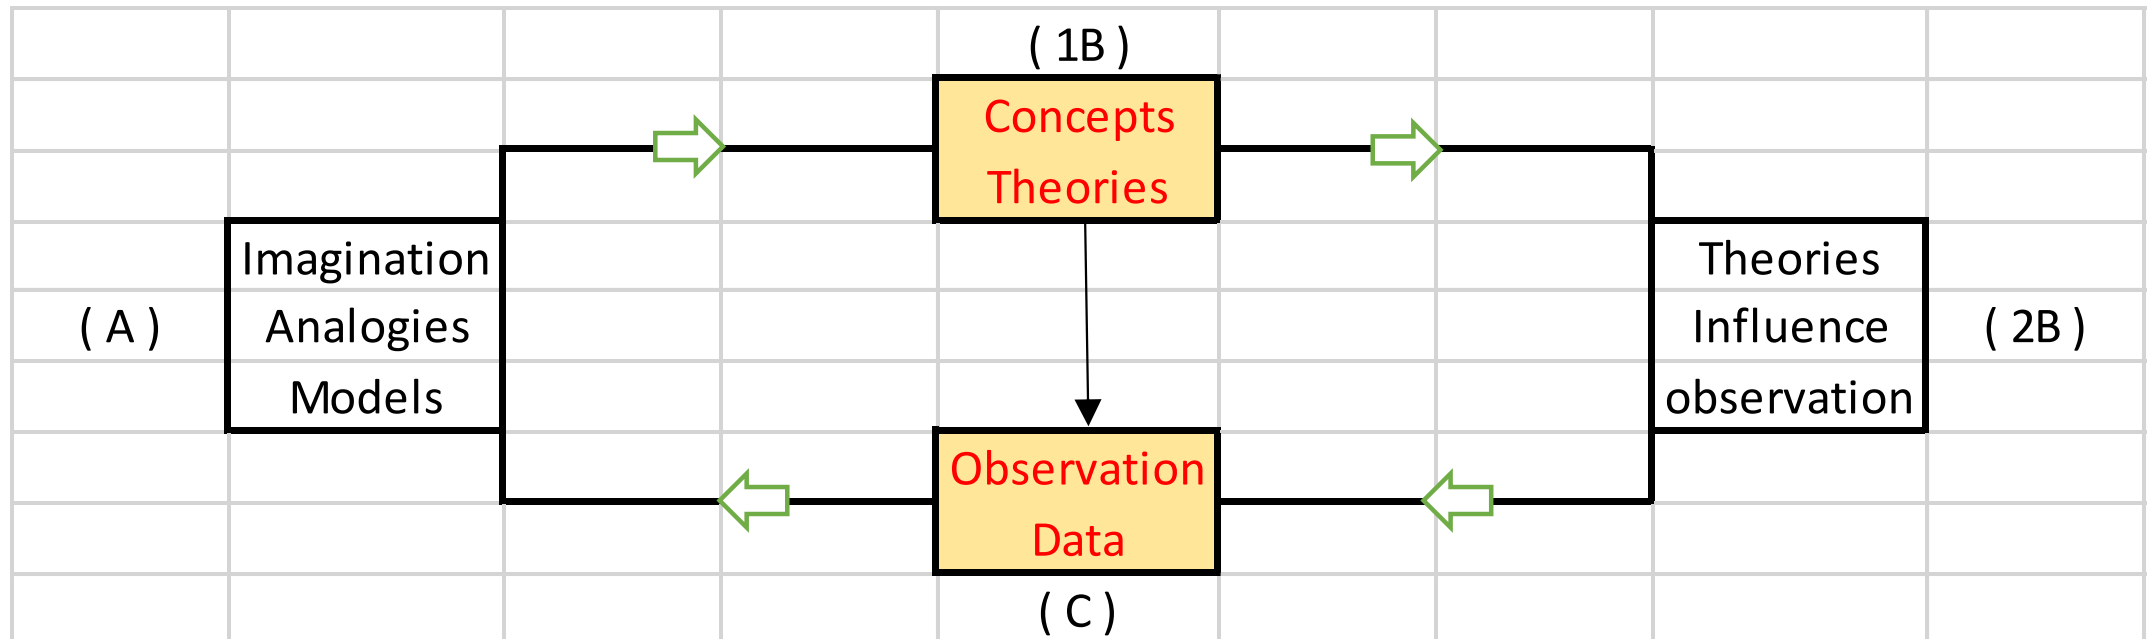 ( 1B )
Concepts
Theories
Imagination
Analogies
Models
( A )
Theories
Influence
observation
( 2B )
Observation
Data
( C )